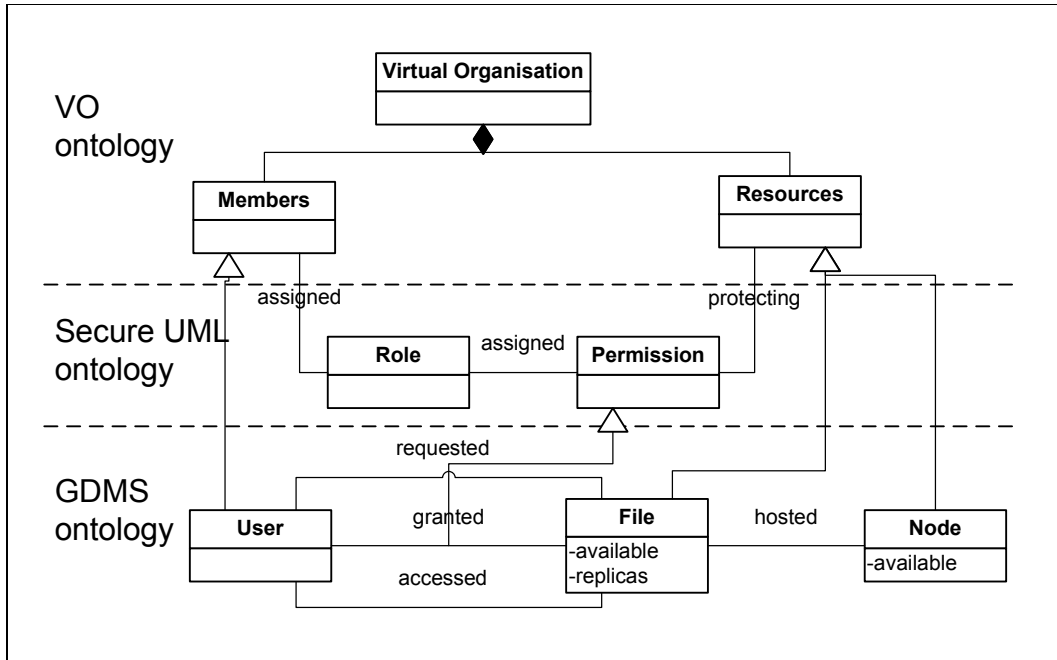 Virtual Organisation
VO
ontology
Members
Resources
assigned
protecting
Secure UML
ontology
Role
assigned
Permission
requested
GDMS
ontology
User
granted
File
hosted
Node
-available
-replicas
-available
accessed